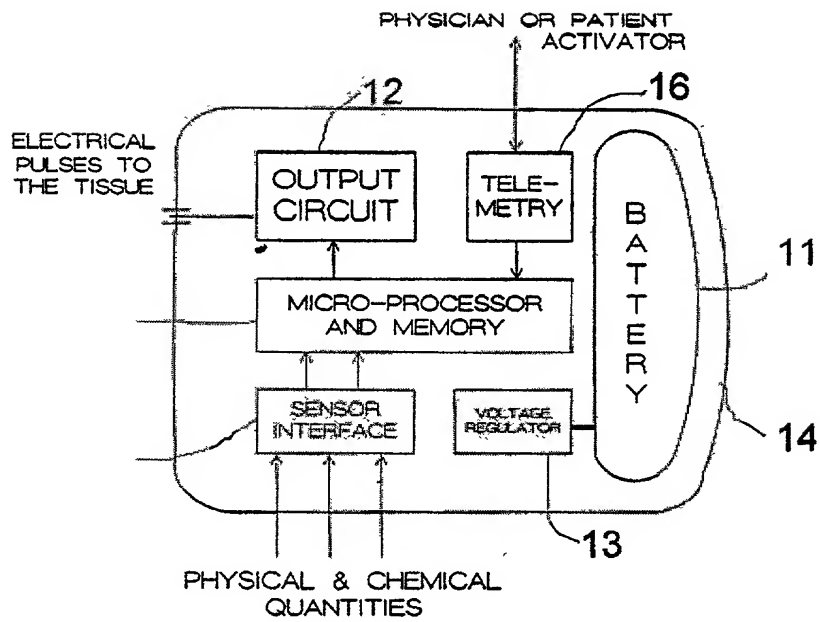 PHYSICIAN OR PATIENT
ACTIVATOR
12
16
ELECTRICAL
PULSES TO
THE TISSUE
OUTPUT
CIRCUIT
TELE-
METRY
BATTERY
11
MICRO-PROCESSOR
AND MEMORY
SENSOR
INTERFACE
VOLTAGE
REGULATOR
14
13
PHYSICAL & CHEMICAL
QUANTITIES